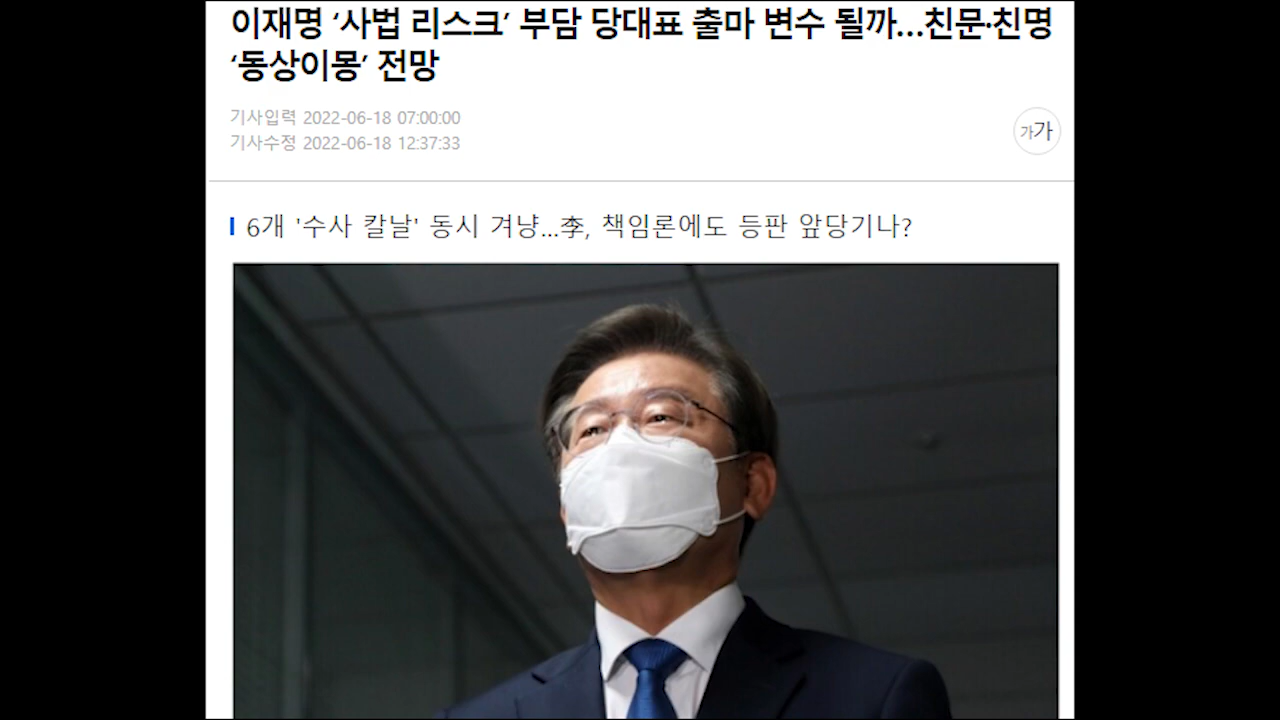 이재명 ‘사법 리스크’ 부담 당대표 출마 변수 될까…친문·친명
‘동상이몽’ 전망
기사입력 2022-06-18 07:00:00
기사수정 2022-06-18 12:37:33
가가
6개 '수사 칼날' 동시 겨냥…李, 책임론에도 등판 앞당기나?